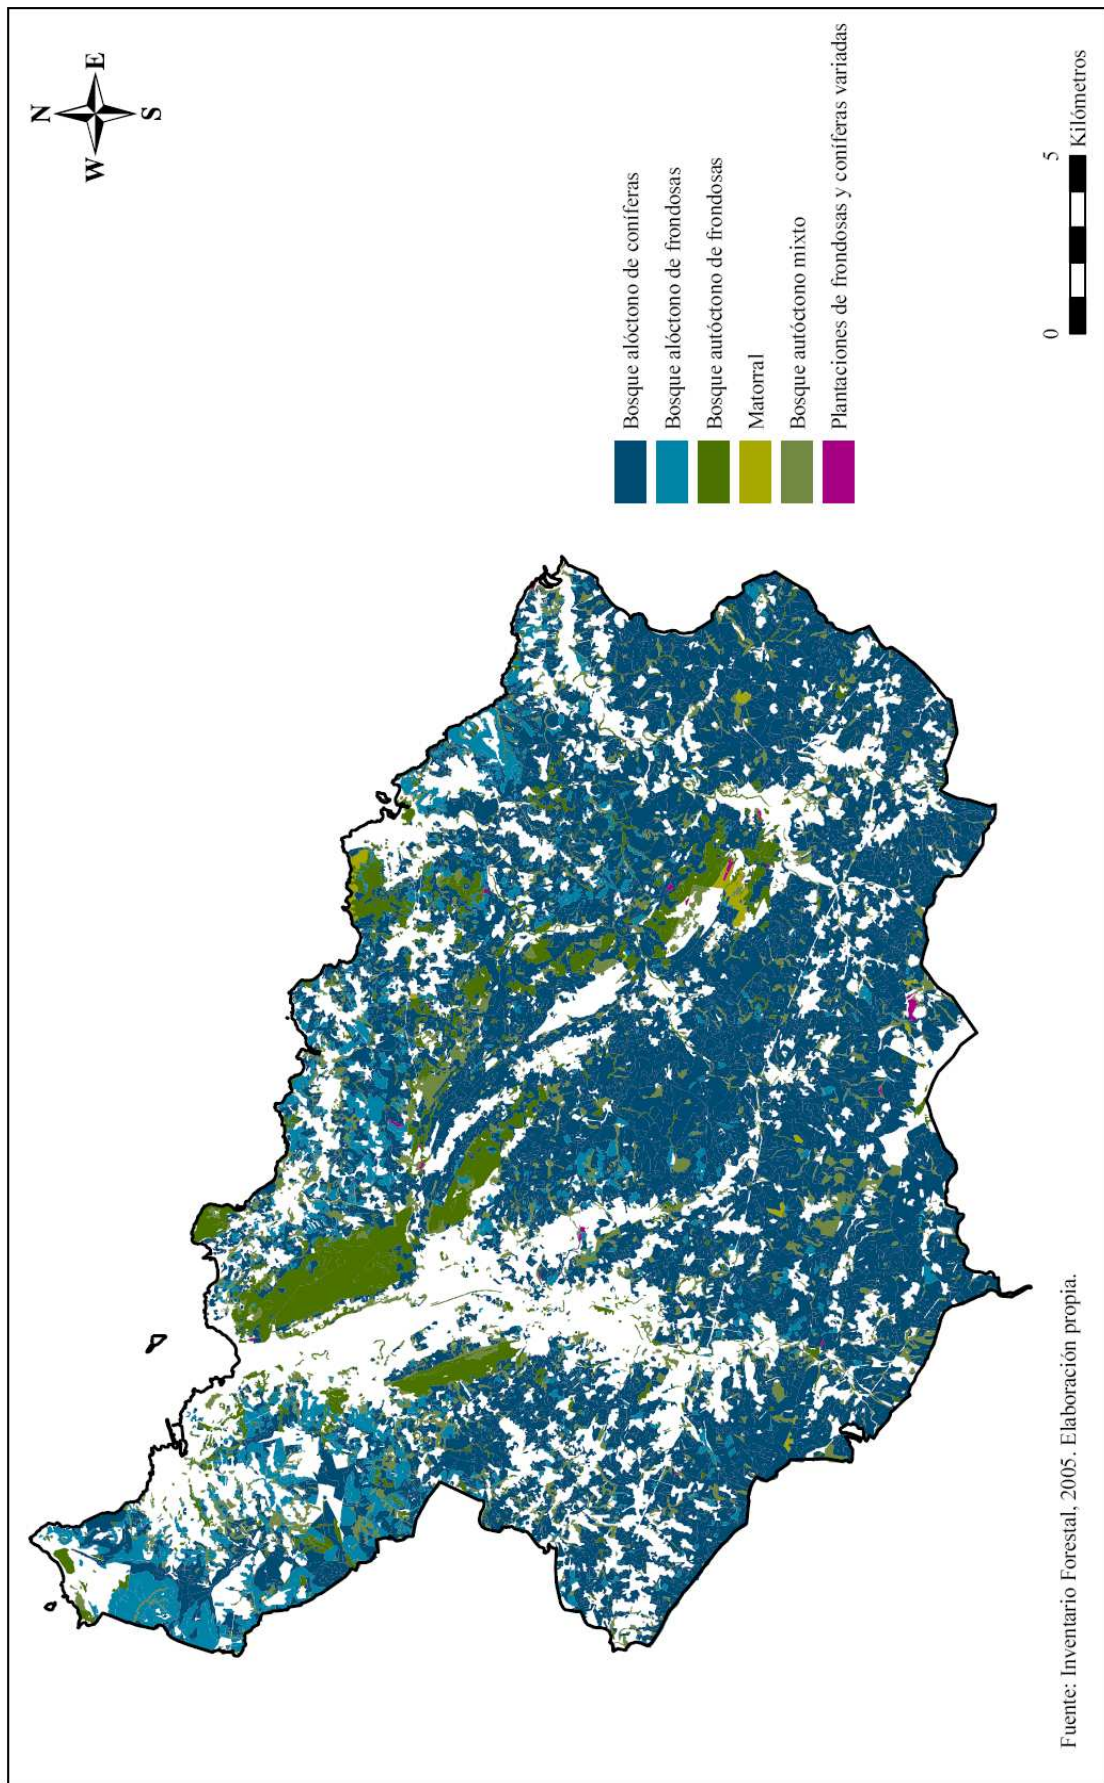 N
W E
S
Bosque alóctono de coníferas
Bosque alóctono de frondosas
Bosque autóctono de frondosas
Matorral
Bosque autóctono mixto
Plantaciones de frondosas y coníferas variadas
0 5
Kilómetros
Fuente: Inventario Forestal, 2005. Elaboración propia.